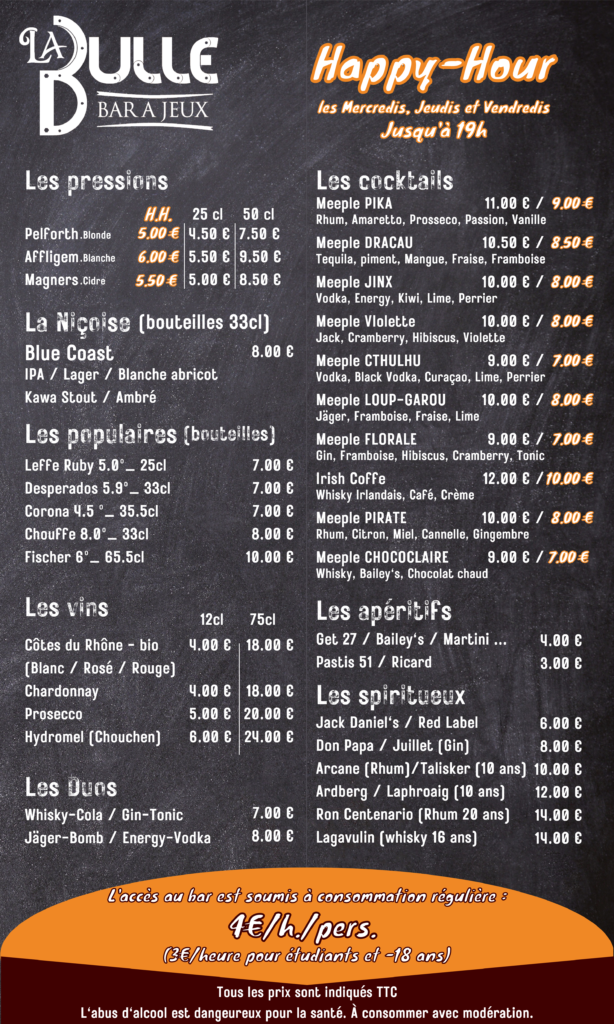 LA BULLE
BAR A JEUX
Happy-Hour
les Mercredis, Jeudis et Vendredis
Jusqu'à 19h
Les pressions
H.H. 25 cl 50 cl
Pelforth.Blonde 5.00 € 4.50 € 7.50 €
Affligem.Blanche 6.00 € 5.50 € 9.50 €
Magners.Cidre 5.50 € 5.00 € 8.50 €
La Niçoise (bouteilles 33cl)
Blue Coast 8.00 €
IPA / Lager / Blanche abricot
Kawa Stout / Ambré
Les populaires (bouteilles)
Leffe Ruby 5.0°_ 25cl 7.00 €
Desperados 5.9°_ 33cl 7.00 €
Corona 4.5 °_ 35.5cl 7.00 €
Chouffe 8.0°_ 33cl 8.00 €
Fischer 6°_ 65.5cl 10.00 €
Les vins
12cl 75cl
Côtes du Rhône - bio 4.00 € 18.00 €
(Blanc / Rosé / Rouge)
Chardonnay 4.00 € 18.00 €
Prosecco 5.00 € 20.00 €
Hydromel (Chouchen) 6.00 € 24.00 €
Les Duos
Whisky-Cola / Gin-Tonic 7.00 €
Jäger-Bomb / Energy-Vodka 8.00 €
Les cocktails
Meeple PIKA 11.00 € / 9.00 €
Rhum, Amaretto, Prosseco, Passion, Vanille
Meeple DRACAU 10.50 € / 8.50 €
Tequila, piment, Mangue, Fraise, Framboise
Meeple JINX 10.00 € / 8.00 €
Vodka, Energy, Kiwi, Lime, Perrier
Meeple VIolette 10.00 € / 8.00 €
Jack, Cramberry, Hibiscus, Violette
Meeple CTHULHU 9.00 € / 7.00 €
Vodka, Black Vodka, Curaçao, Lime, Perrier
Meeple LOUP-GAROU 10.00 € / 8.00 €
Jäger, Framboise, Fraise, Lime
Meeple FLORALE 9.00 € / 7.00 €
Gin, Framboise, Hibiscus, Cramberry, Tonic
Irish Coffe 12.00 € / 10.00 €
Whisky Irlandais, Café, Crème
Meeple PIRATE 10.00 € / 8.00 €
Rhum, Citron, Miel, Cannelle, Gingembre
Meeple CHOCOCLAIRE 9.00 € / 7.00 €
Whisky, Bailey's, Chocolat chaud
Les apéritifs
Get 27 / Bailey's / Martini ... 4.00 €
Pastis 51 / Ricard 3.00 €
Les spiritueux
Jack Daniel's / Red Label 6.00 €
Don Papa / Juillet (Gin) 8.00 €
Arcane (Rhum)/Talisker (10 ans) 10.00 €
Ardberg / Laphroaig (10 ans) 12.00 €
Ron Centenario (Rhum 20 ans) 14.00 €
Lagavulin (whisky 16 ans) 14.00 €
L'accès au bar est soumis à consommation régulière :
4€/h./pers.
(3€/heure pour étudiants et -18 ans)
Tous les prix sont indiqués TTC
L'abus d'alcool est dangeureux pour la santé. À consommer avec modération.